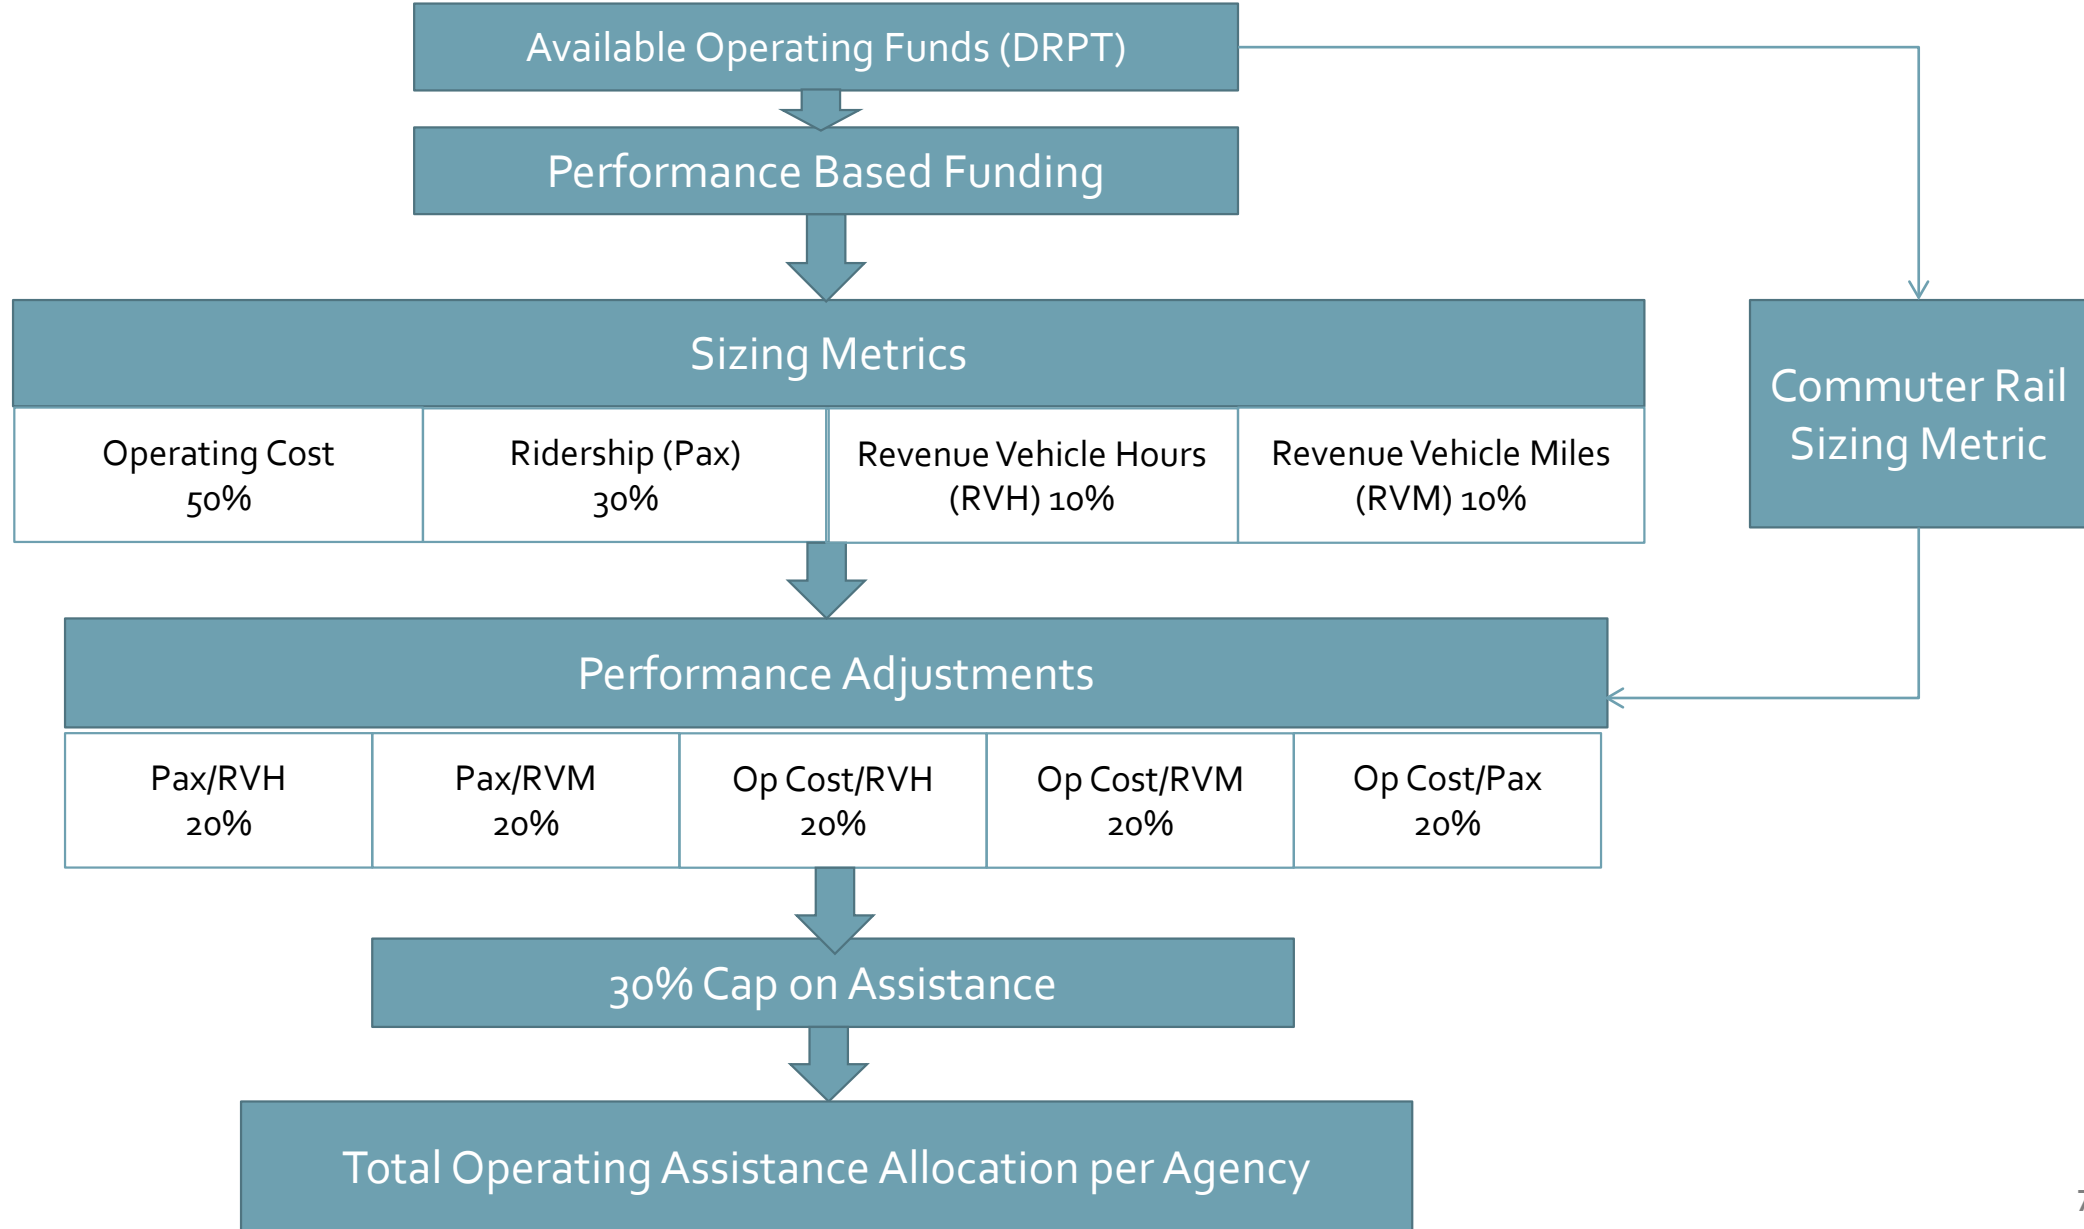 Available Operating Funds (DRPT)
Performance Based Funding
Sizing Metrics
Operating Cost
50%
Ridership (Pax)
30%
Revenue Vehicle Hours
(RVH) 10%
Revenue Vehicle Miles
(RVM) 10%
Commuter Rail
Sizing Metric
Performance Adjustments
Pax/RVH
20%
Pax/RVM
20%
Op Cost/RVH
20%
Op Cost/RVM
20%
Op Cost/Pax
20%
30% Cap on Assistance
Total Operating Assistance Allocation per Agency
7